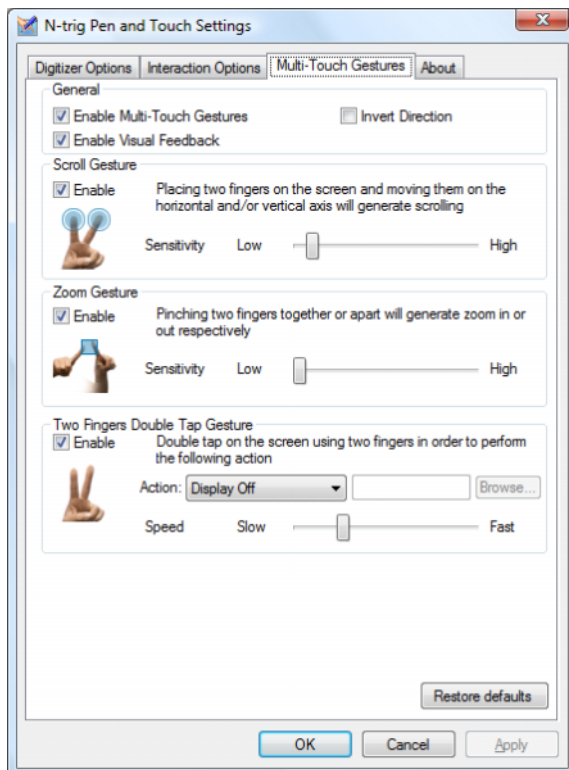 N-trig Pen and Touch Settings
Digitizer Options Interaction Options Multi-Touch Gestures About
General
Enable Multi-Touch Gestures Invert Direction
Enable Visual Feedback
Scroll Gesture
Enable Placing two fingers on the screen and moving them on the
horizontal and/or vertical axis will generate scrolling
Sensitivity Low High
Zoom Gesture
Enable Pinching two fingers together or apart will generate zoom in or
out respectively
Sensitivity Low High
Two Fingers Double Tap Gesture
Enable Double tap on the screen using two fingers in order to perform
the following action
Action: Display Off Browse...
Speed Slow Fast
Restore defaults
OK Cancel Apply